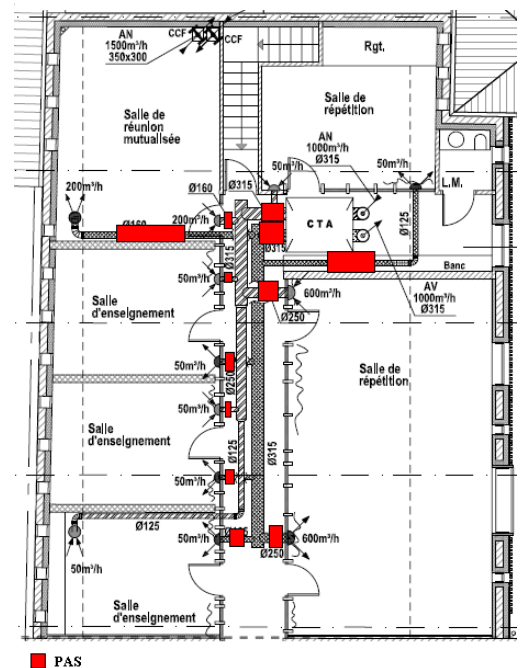 AN
1500m³/h
350x300
CCF
CCF
Rgt.
Salle de
réunion
mutualisée
Salle de
répétition
AN
1000m³/h
Ø315
50m³/h
50m³/h
L.M.
Ø160
Ø315
200m³/h
200m³/h
Ø160
Ø315
Ø315
CTA
Ø125
Banc
50m³/h
600m³/h
AV
1000m³/h
Ø315
Salle
d'enseignement
Ø250
Salle de
répétition
50m³/h
Ø250
50m³/h
Salle
d'enseignement
Ø125
Ø315
50m³/h
Ø125
50m³/h
600m³/h
Ø250
50m³/h
Salle
d'enseignement
PAS